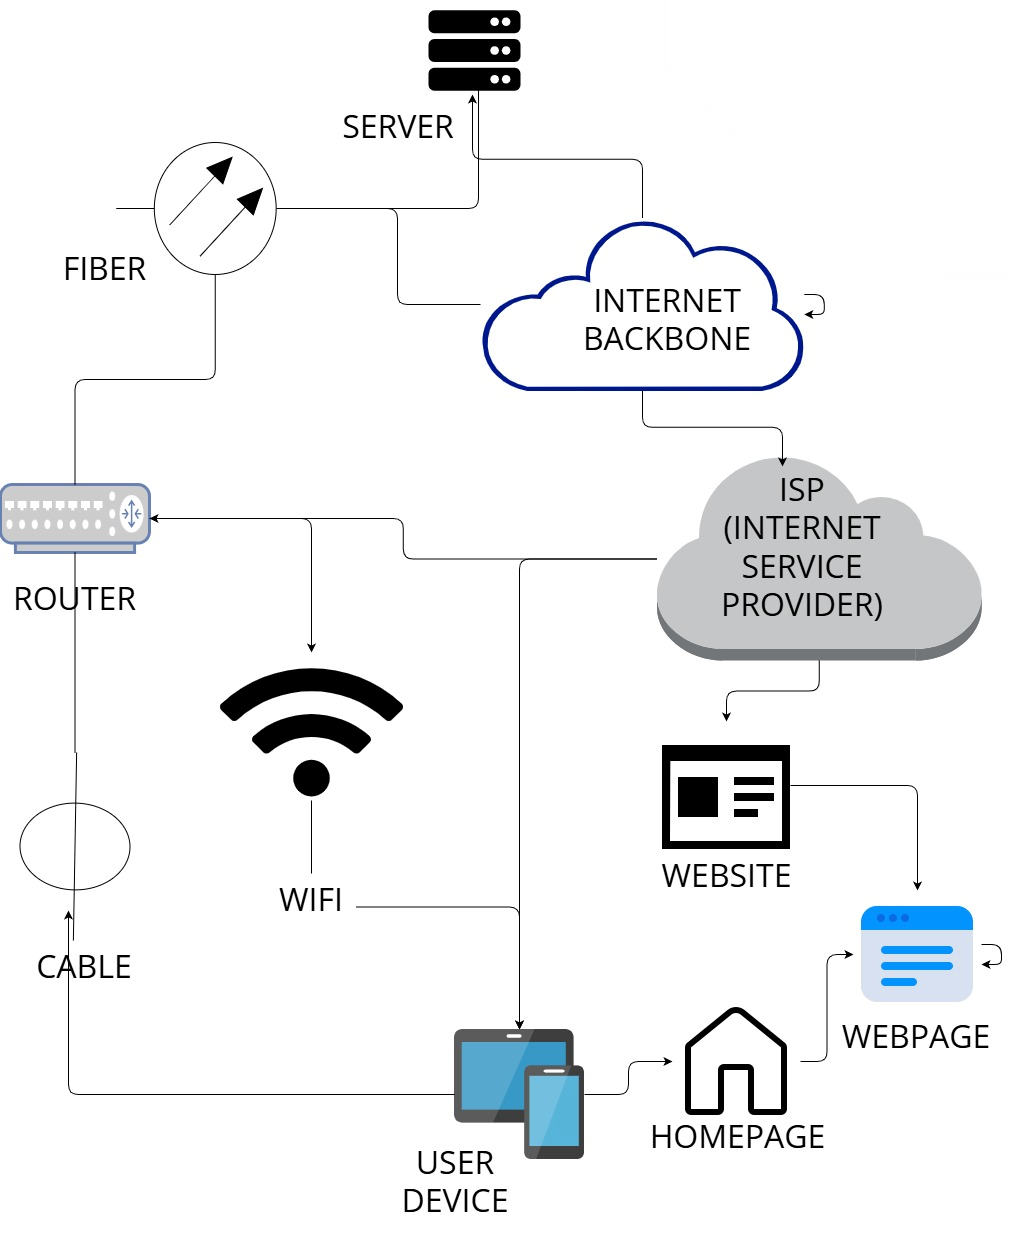 SERVER
FIBER
INTERNET
BACKBONE
ISP
(INTERNET
SERVICE
PROVIDER)
ROUTER
WEBSITE
WIFI
CABLE
WEBPAGE
HOMEPAGE
USER
DEVICE